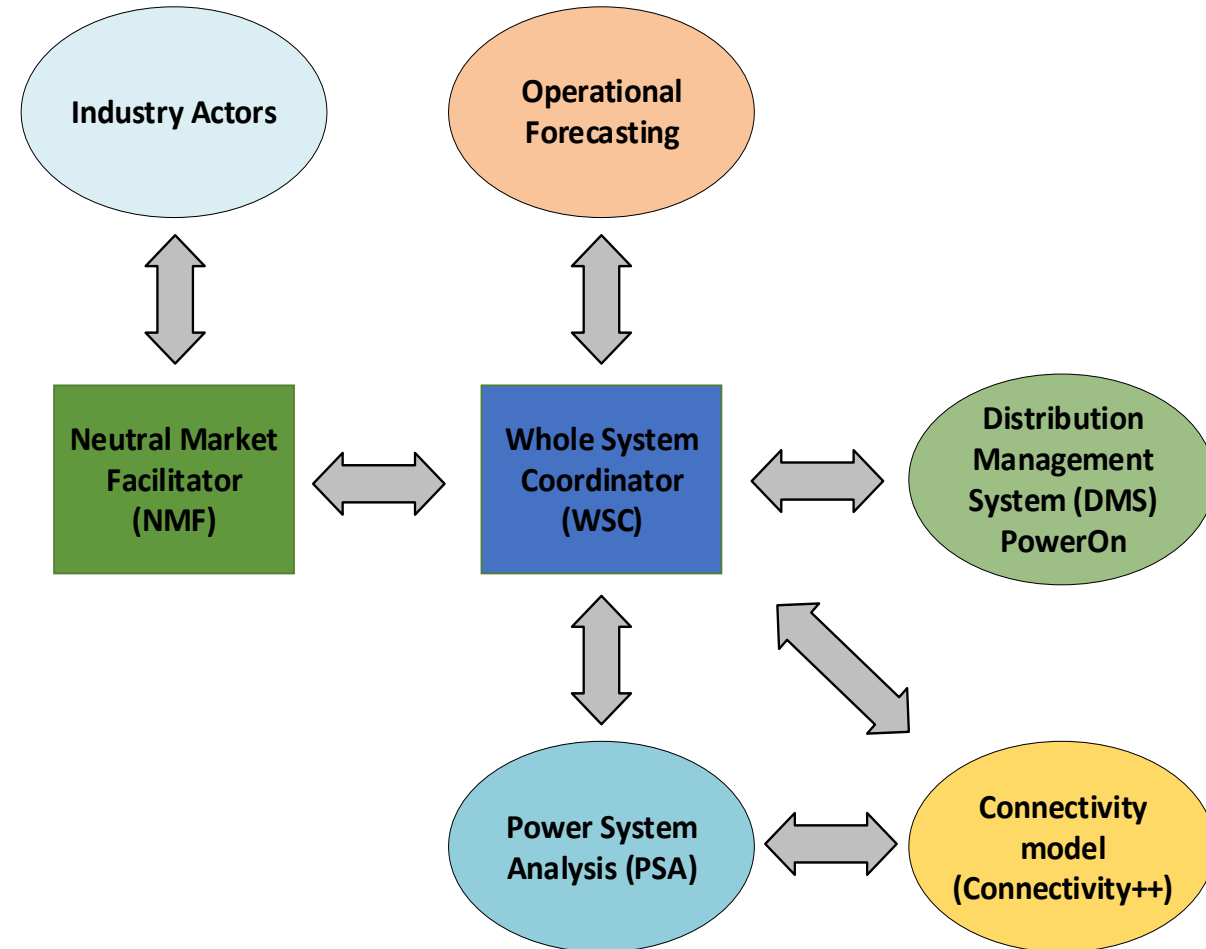 Industry Actors
Operational
Forecasting
Neutral Market
Facilitator
(NMF)
Whole System
Coordinator
(WSC)
Distribution
Management
System (DMS)
PowerOn
Power System
Analysis (PSA)
Connectivity
model
(Connectivity++)